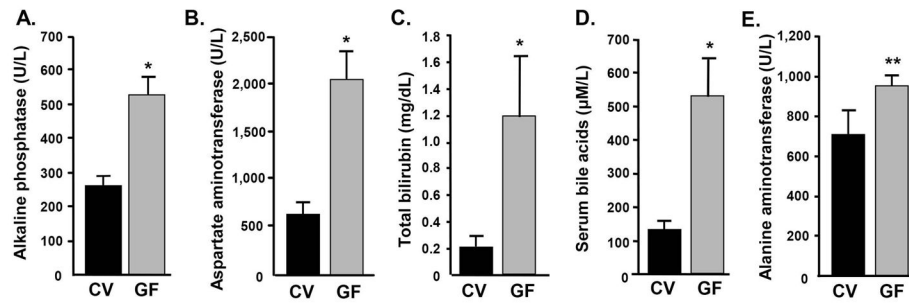 A.
Alkaline phosphatase (U/L)
700
600
500
400
300
200
100
0
*
CV GF
B.
Aspartate aminotransferase (U/L)
2,500
2,000
1,500
1,000
500
0
*
CV GF
C.
Total bilirubin (mg/dL)
1.8
1.6
1.4
1.2
1.0
0.8
0.6
0.4
0.2
0
*
CV GF
D.
Serum bile acids (µM/L)
700
600
500
400
300
200
100
0
*
CV GF
E.
Alanine aminotransferase (U/L)
1,200
1,000
800
600
400
200
0
**
CV GF